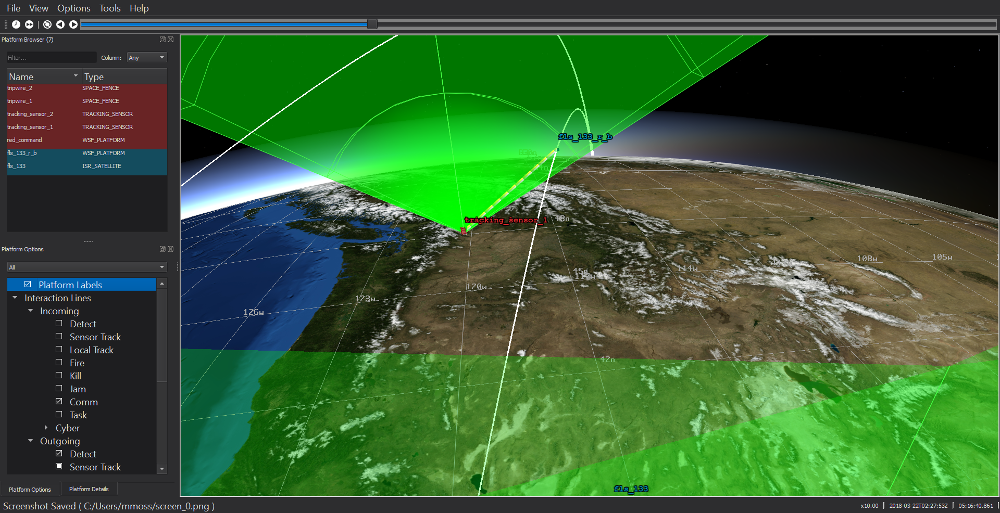 File View Options Tools Help
Platform Browser (7)
Filter... Column: Any
Name Type
tripwire_2 SPACE_FENCE
tripwire_1 SPACE_FENCE
tracking_sensor_2 TRACKING_SENSOR
tracking_sensor_1 TRACKING_SENSOR
red_command WSF_PLATFORM
fls_133_r_b WSF_PLATFORM
fls_133 ISR_SATELLITE
Platform Options
All
Platform Labels
Interaction Lines
Incoming
Detect
Sensor Track
Local Track
Fire
Kill
Jam
Comm
Task
Cyber
Outgoing
Detect
Sensor Track
Platform Options Platform Details
fls_133_r_b
tracking_sensor_1
48n
108w
105w
114w
45n
120w
123w
126w
42n
fls_133
Screenshot Saved ( C:/Users/mmoss/screen_0.png )
x10.00 | 2018-03-22T02:27:53Z | 05:16:40.861 |